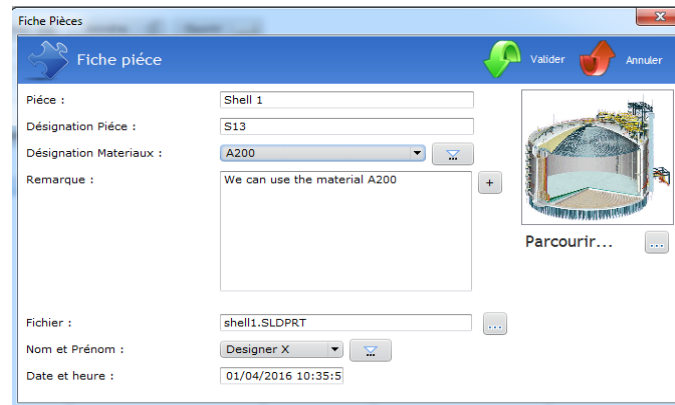 Fiche Pièces
Fiche piéce
Valider
Annuler
Piéce : Shell 1
Désignation Piéce : S13
Désignation Materiaux : A200
Remarque : We can use the material A200
+
Parcourir... ...
Fichier : shell1.SLDPRT ...
Nom et Prénom : Designer X
Date et heure : 01/04/2016 10:35:5